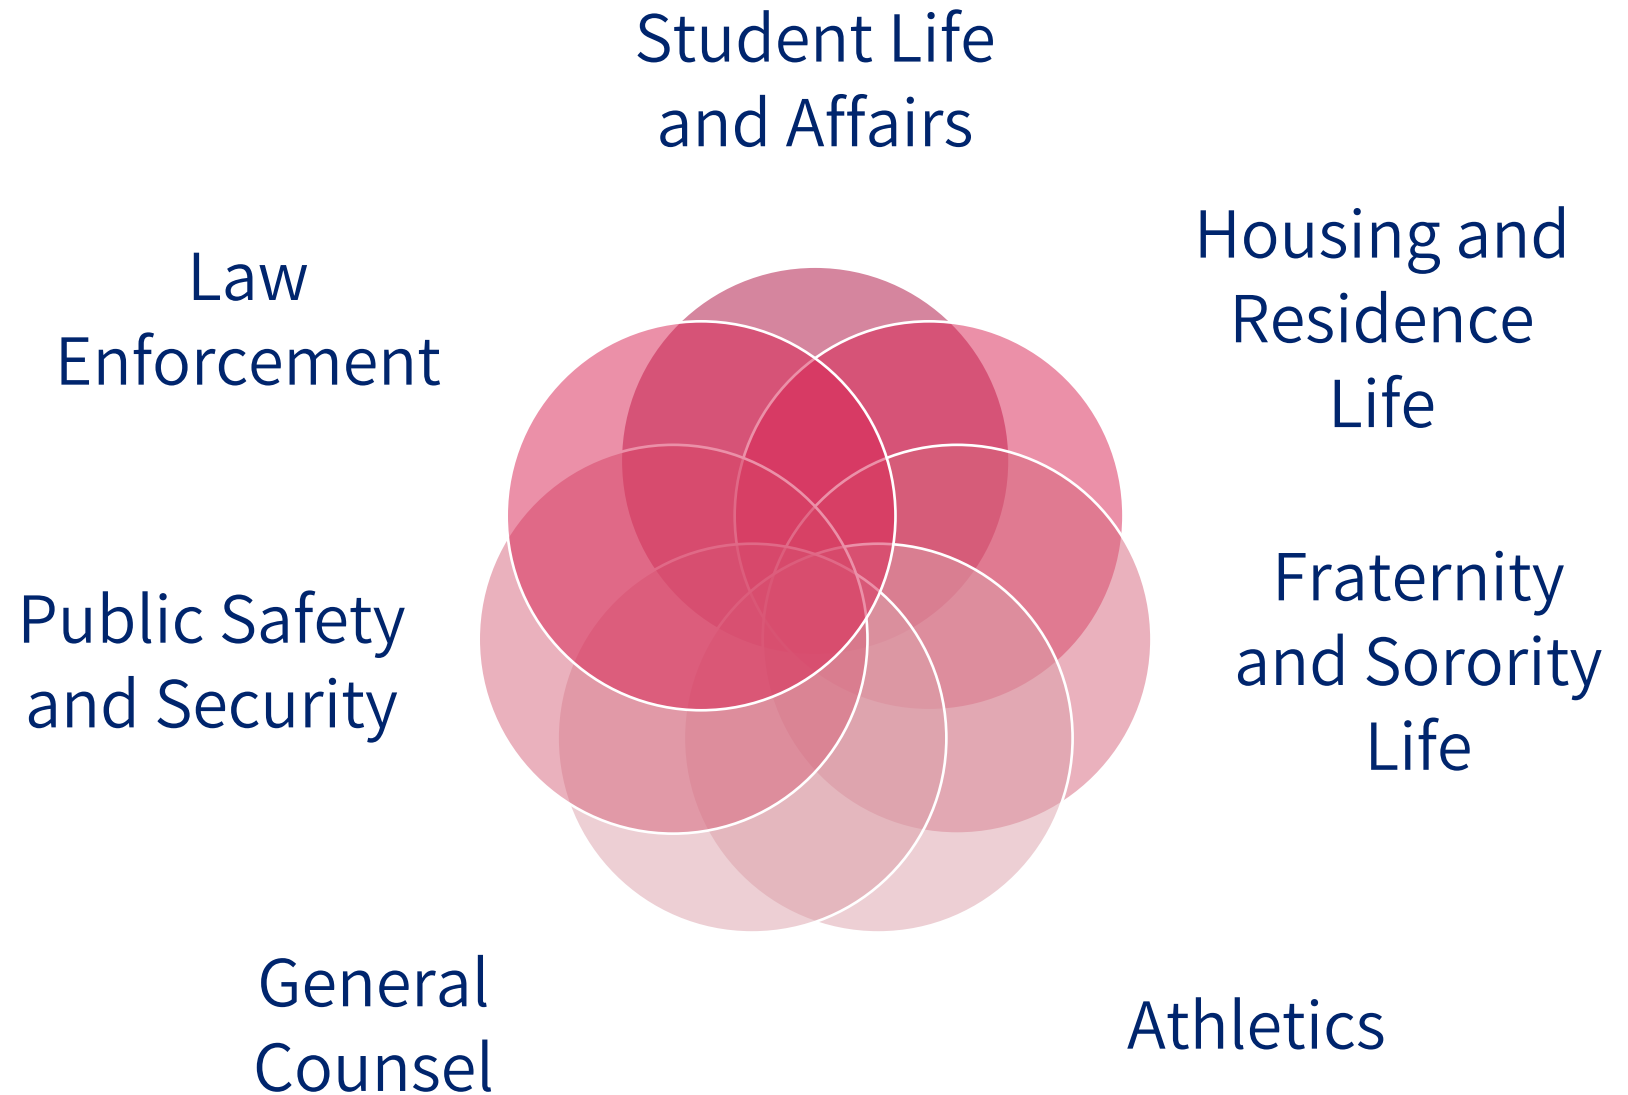 Student Life
and Affairs
Housing and
Residence
Life
Law
Enforcement
Fraternity
and Sorority
Life
Public Safety
and Security
General
Counsel
Athletics